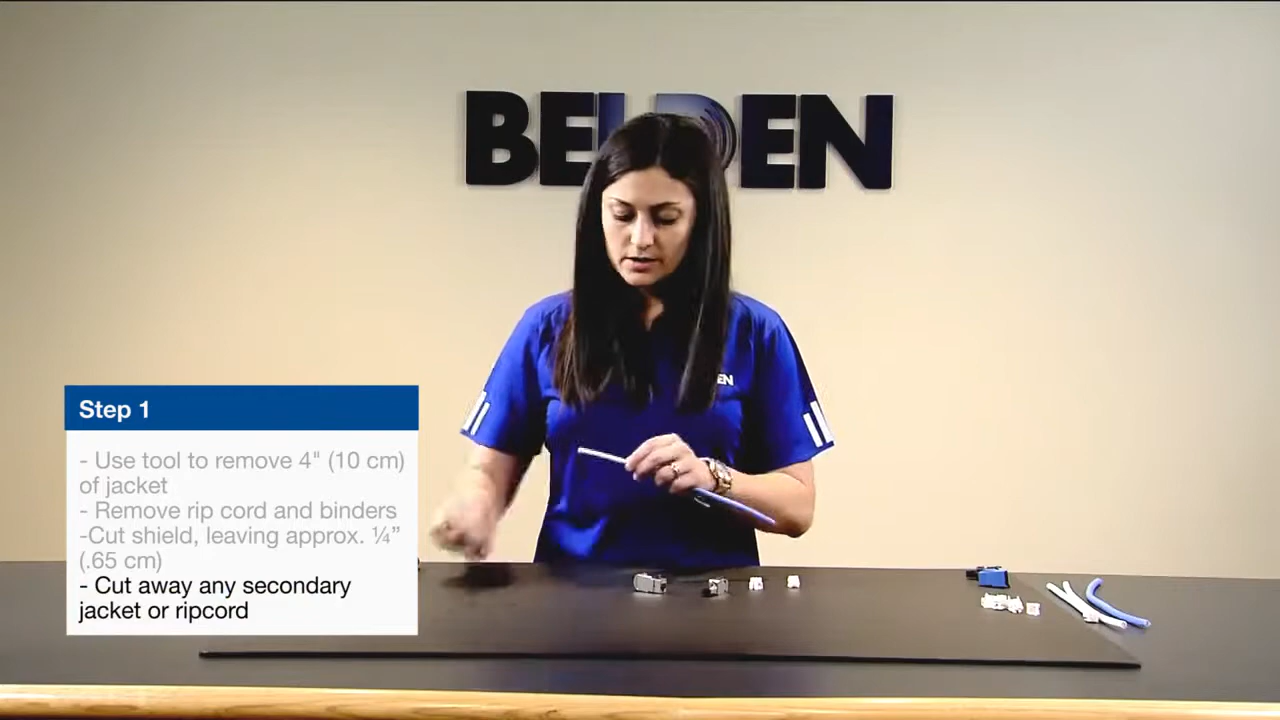 BELDEN
EN
Step 1
- Use tool to remove 4" (10 cm)
of jacket
- Remove rip cord and binders
-Cut shield, leaving approx. ¼”
(.65 cm)
- Cut away any secondary
jacket or ripcord